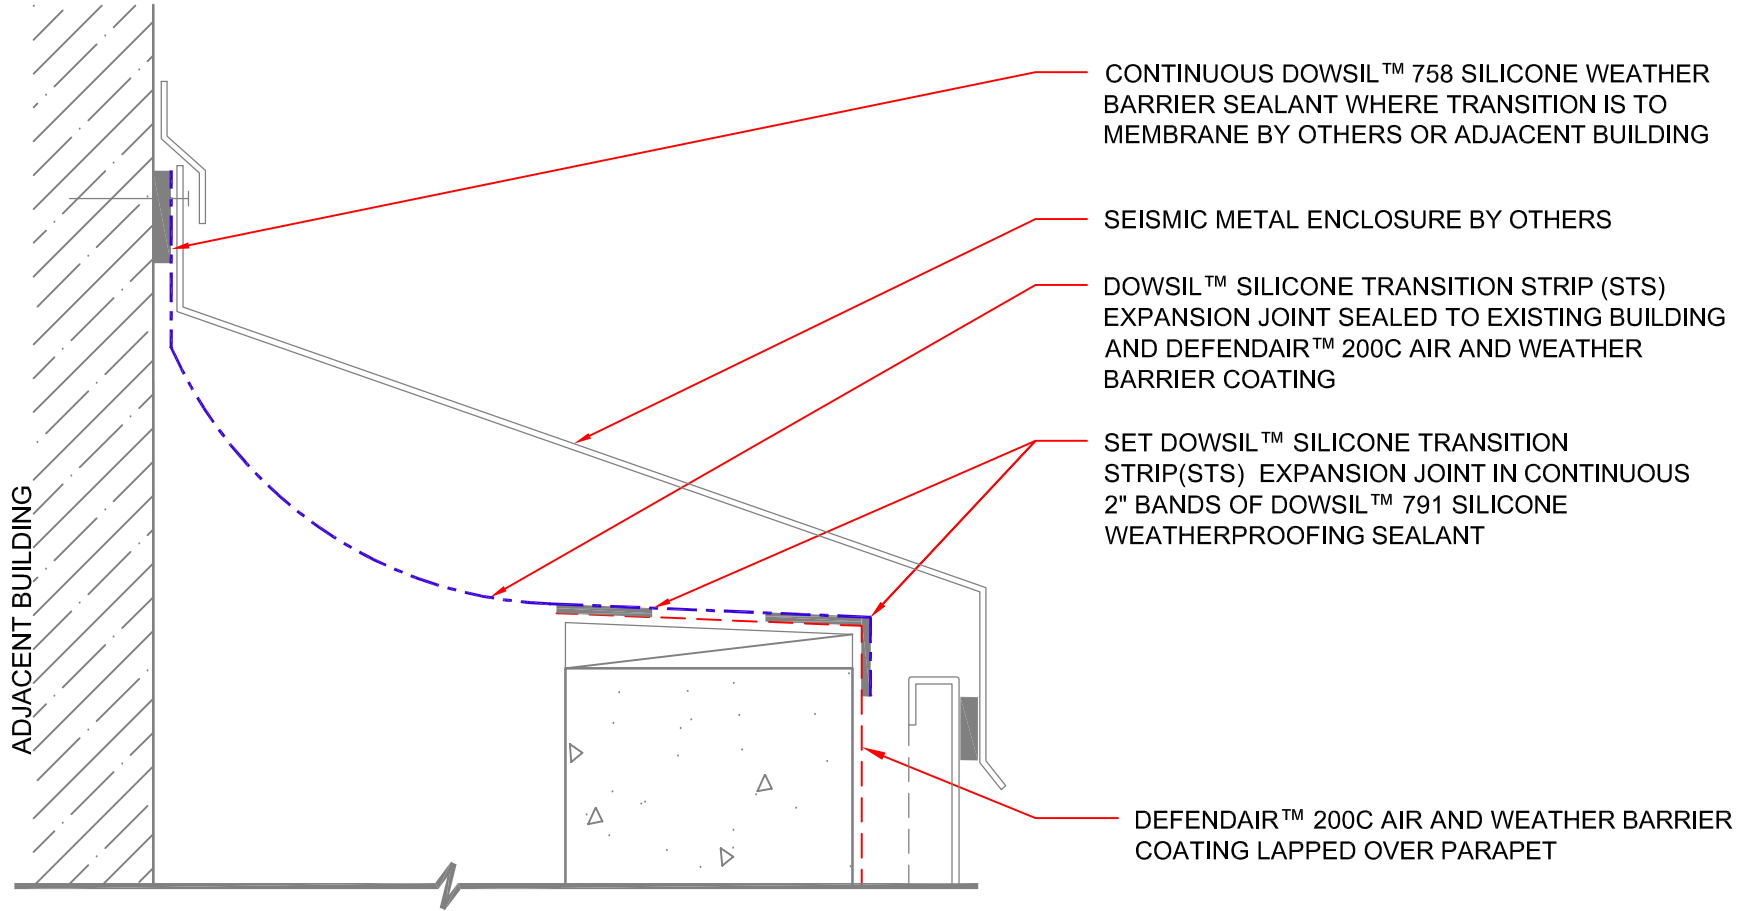 CONTINUOUS DOWSIL™ 758 SILICONE WEATHER
BARRIER SEALANT WHERE TRANSITION IS TO
MEMBRANE BY OTHERS OR ADJACENT BUILDING
SEISMIC METAL ENCLOSURE BY OTHERS
DOWSIL™ SILICONE TRANSITION STRIP (STS)
EXPANSION JOINT SEALED TO EXISTING BUILDING
AND DEFENDAIR™ 200C AIR AND WEATHER
BARRIER COATING
SET DOWSIL™ SILICONE TRANSITION
STRIP(STS) EXPANSION JOINT IN CONTINUOUS
2" BANDS OF DOWSIL™ 791 SILICONE
WEATHERPROOFING SEALANT
ADJACENT BUILDING
DEFENDAIR™ 200C AIR AND WEATHER BARRIER
COATING LAPPED OVER PARAPET